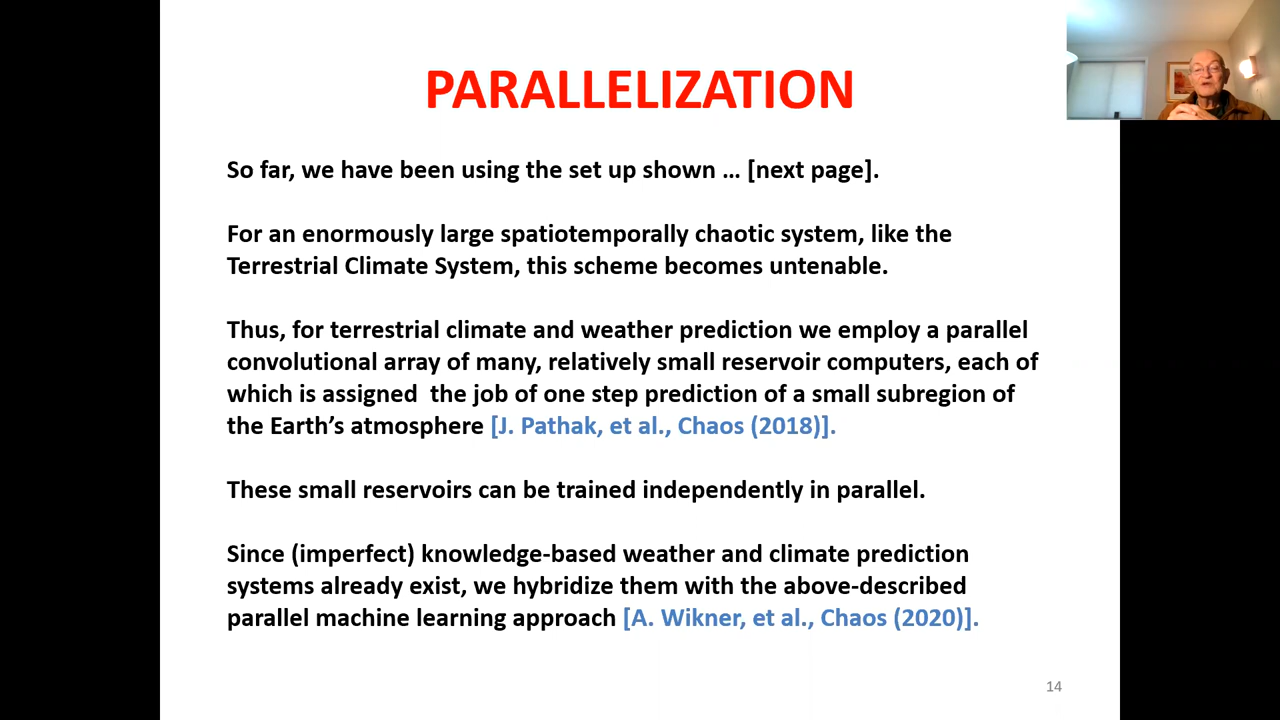 PARALLELIZATION
So far, we have been using the set up shown … [next page].
For an enormously large spatiotemporally chaotic system, like the
Terrestrial Climate System, this scheme becomes untenable.
Thus, for terrestrial climate and weather prediction we employ a parallel
convolutional array of many, relatively small reservoir computers, each of
which is assigned  the job of one step prediction of a small subregion of
the Earth’s atmosphere [J. Pathak, et al., Chaos (2018)].
These small reservoirs can be trained independently in parallel.
Since (imperfect) knowledge-based weather and climate prediction
systems already exist, we hybridize them with the above-described
parallel machine learning approach [A. Wikner, et al., Chaos (2020)].
14